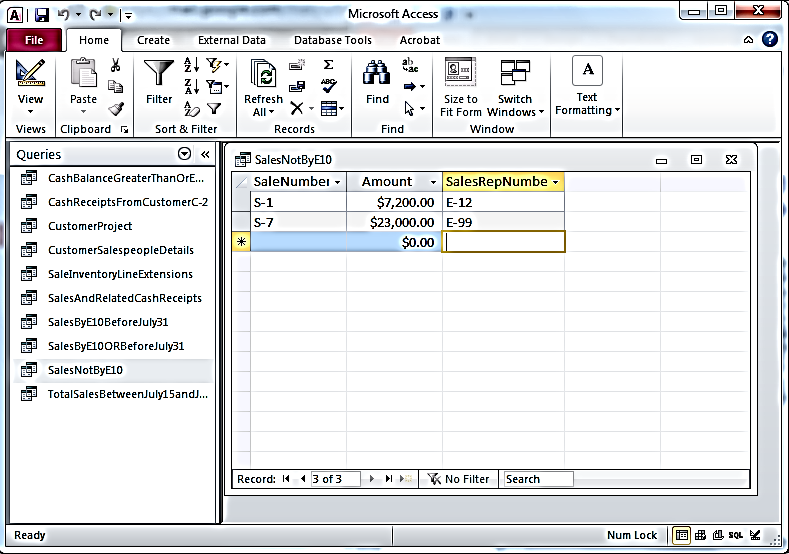 Microsoft Access
File Home Create External Data Database Tools Acrobat
View
Paste
Filter
Refresh All
Find
Size to Fit Form
Switch Windows
Text Formatting
Views Clipboard Sort & Filter Records Find Window
Queries
CashBalanceGreaterThanOrE...
CashReceiptsFromCustomerC-2
CustomerProject
CustomerSalespeopleDetails
SaleInventoryLineExtensions
SalesAndRelatedCashReceipts
SalesByE10BeforeJuly31
SalesByE10ORBeforeJuly31
SalesNotByE10
TotalSalesBetweenJuly15andJ...
SalesNotByE10
SaleNumber Amount SalesRepNumbe
S-1 $7,200.00 E-12
S-7 $23,000.00 E-99
* $0.00
Record: 3 of 3 No Filter Search
Ready Num Lock SQL